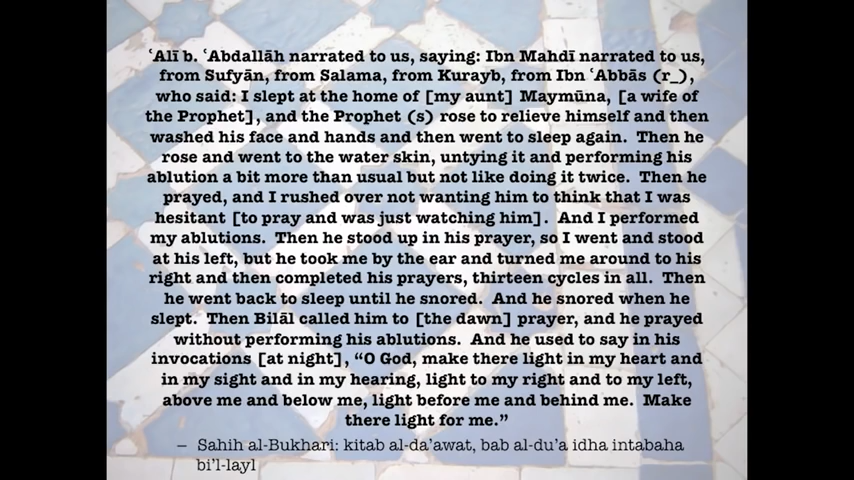 ʿAlī b. ʿAbdallāh narrated to us, saying: Ibn Mahdī narrated to us,
from Sufyān, from Salama, from Kurayb, from Ibn ʿAbbās (r_),
who said: I slept at the home of [my aunt] Maymūna, [a wife of
the Prophet], and the Prophet (s) rose to relieve himself and then
washed his face and hands and then went to sleep again. Then he
rose and went to the water skin, untying it and performing his
ablution a bit more than usual but not like doing it twice. Then he
prayed, and I rushed over not wanting him to think that I was
hesitant [to pray and was just watching him]. And I performed
my ablutions. Then he stood up in his prayer, so I went and stood
at his left, but he took me by the ear and turned me around to his
right and then completed his prayers, thirteen cycles in all. Then
he went back to sleep until he snored. And he snored when he
slept. Then Bilāl called him to [the dawn] prayer, and he prayed
without performing his ablutions. And he used to say in his
invocations [at night], “O God, make there light in my heart and
in my sight and in my hearing, light to my right and to my left,
above me and below me, light before me and behind me. Make
there light for me.”
– Sahih al-Bukhari: kitab al-da’awat, bab al-du’a idha intabaha
bi’l-layl